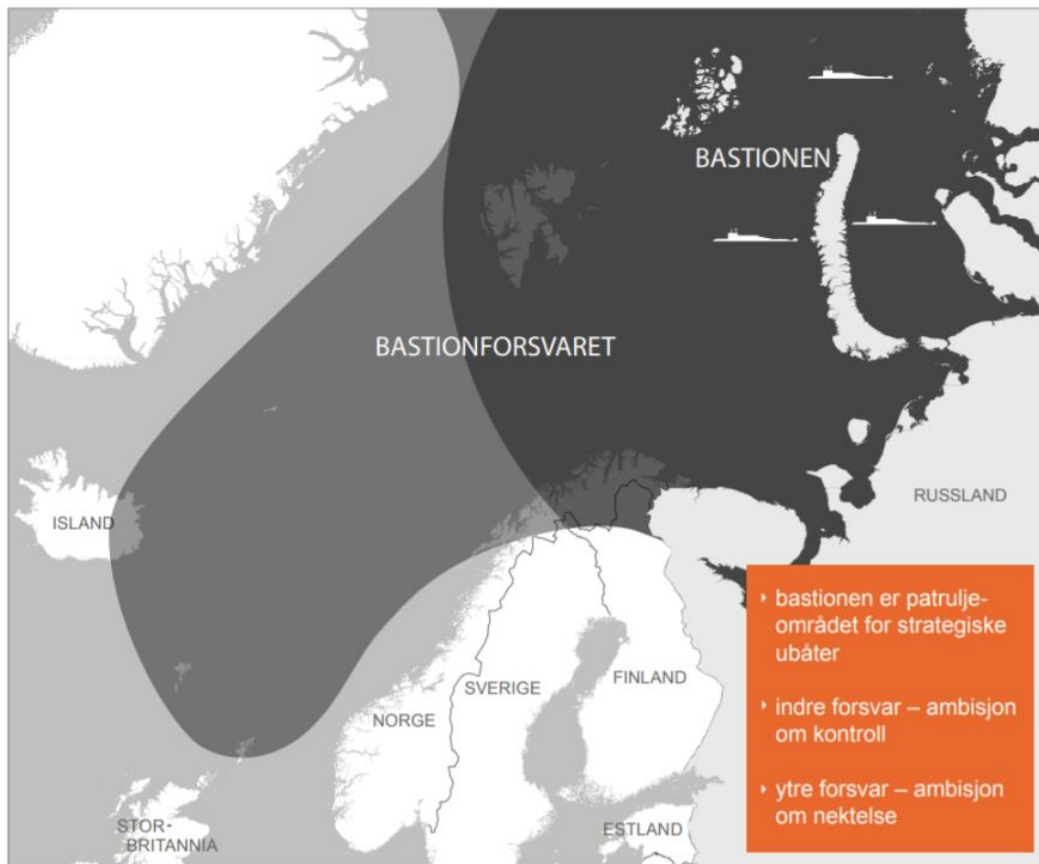 BASTIONEN
BASTIONFORSVARET
ISLAND
RUSSLAND
SVERIGE
FINLAND
NORGE
STOR-
BRITANNIA
ESTLAND
‣ bastionen er patrulje-
området for strategiske
ubåter
‣ indre forsvar – ambisjon
om kontroll
‣ ytre forsvar – ambisjon
om nektelse